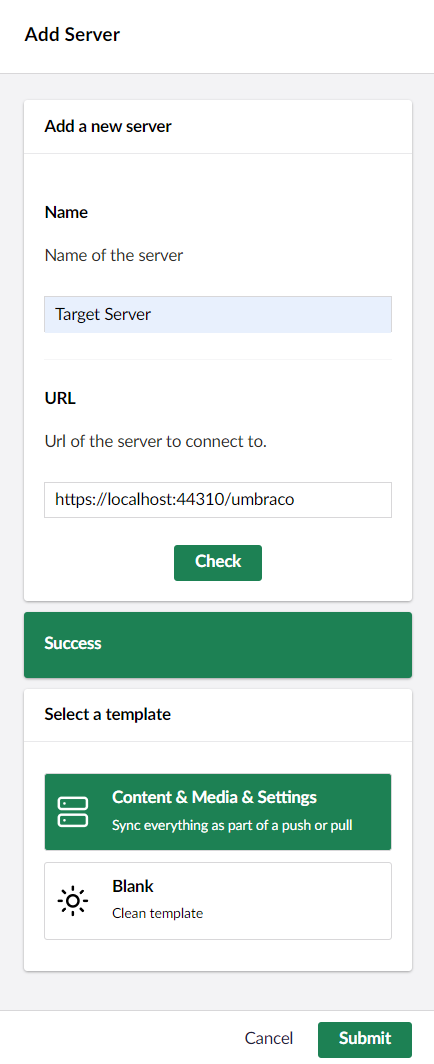 Add Server
Add a new server
Name
Name of the server
Target Server
URL
Url of the server to connect to.
https://localhost:44310/umbraco
Check
Success
Select a template
Content & Media & Settings
Sync everything as part of a push or pull
Blank
Clean template
Cancel
Submit